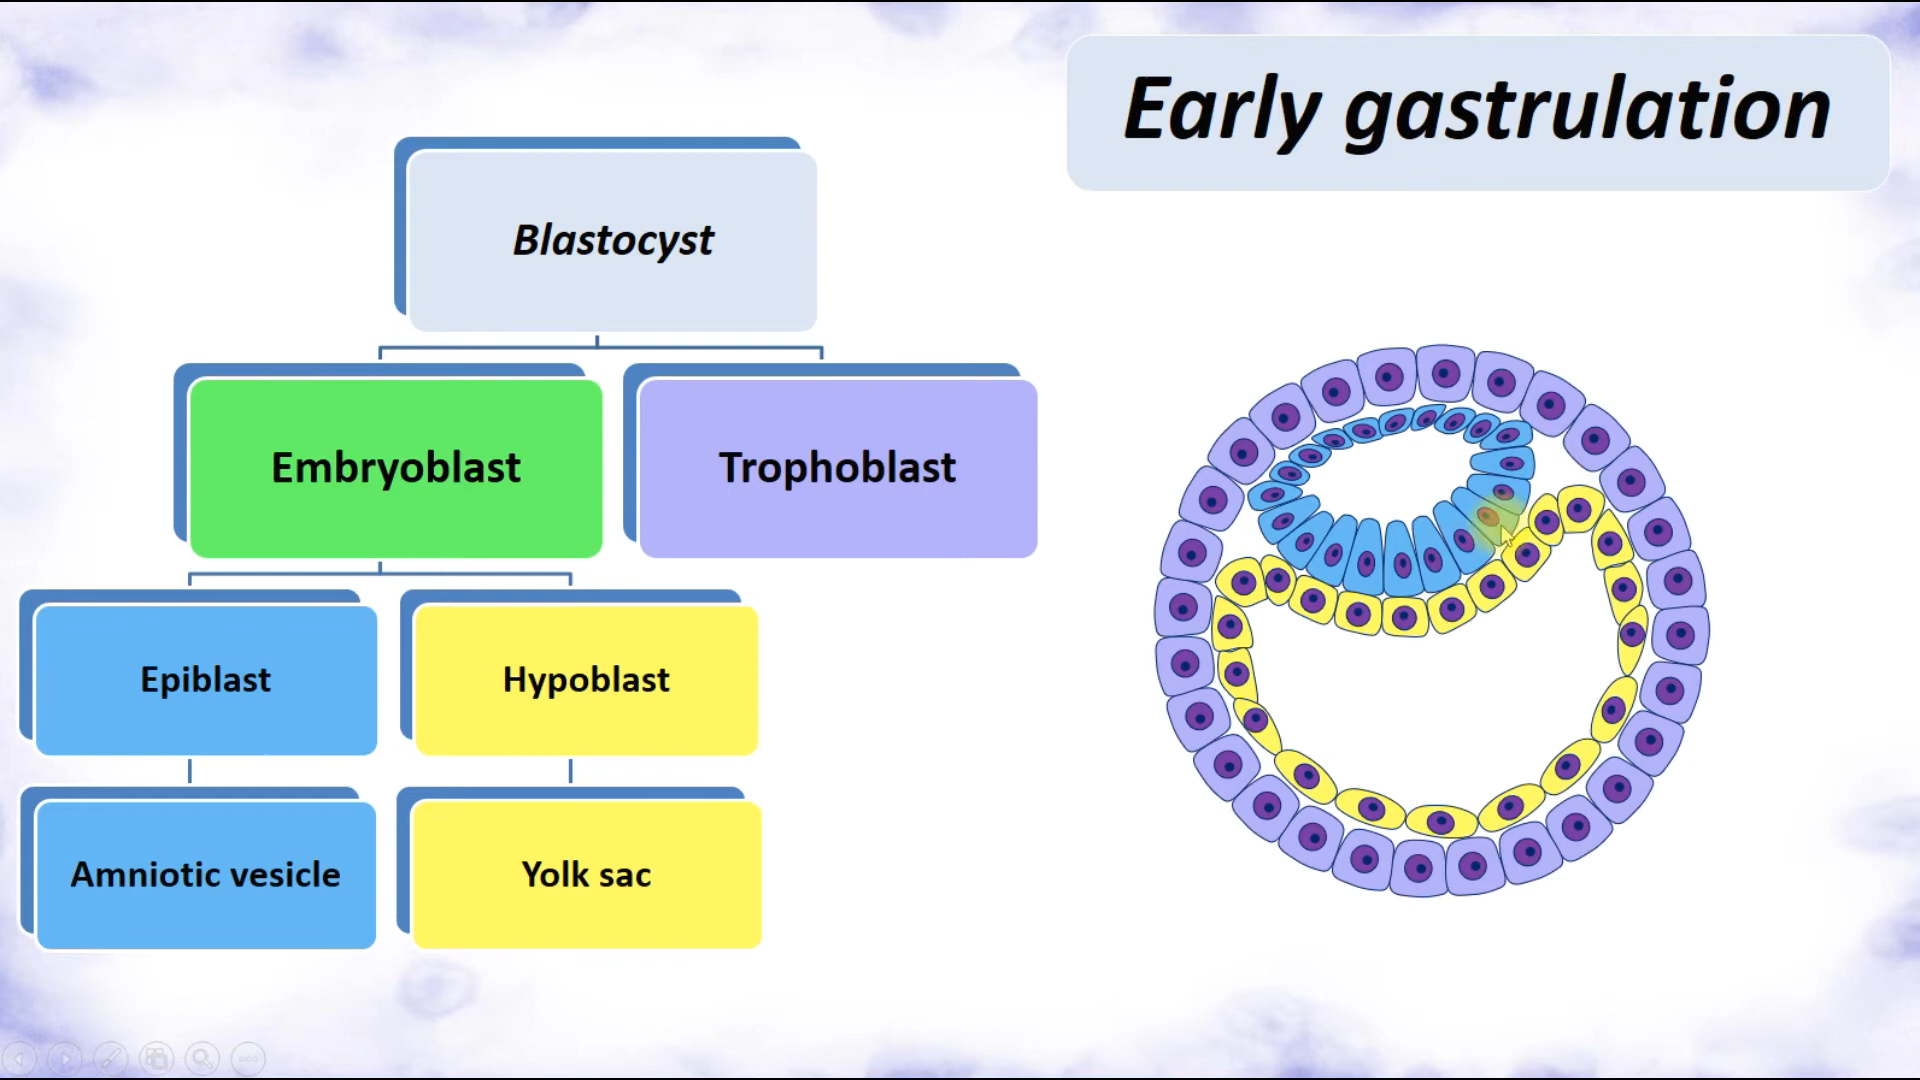 Early gastrulation
Blastocyst
Embryoblast
Trophoblast
Epiblast
Hypoblast
Amniotic vesicle
Yolk sac